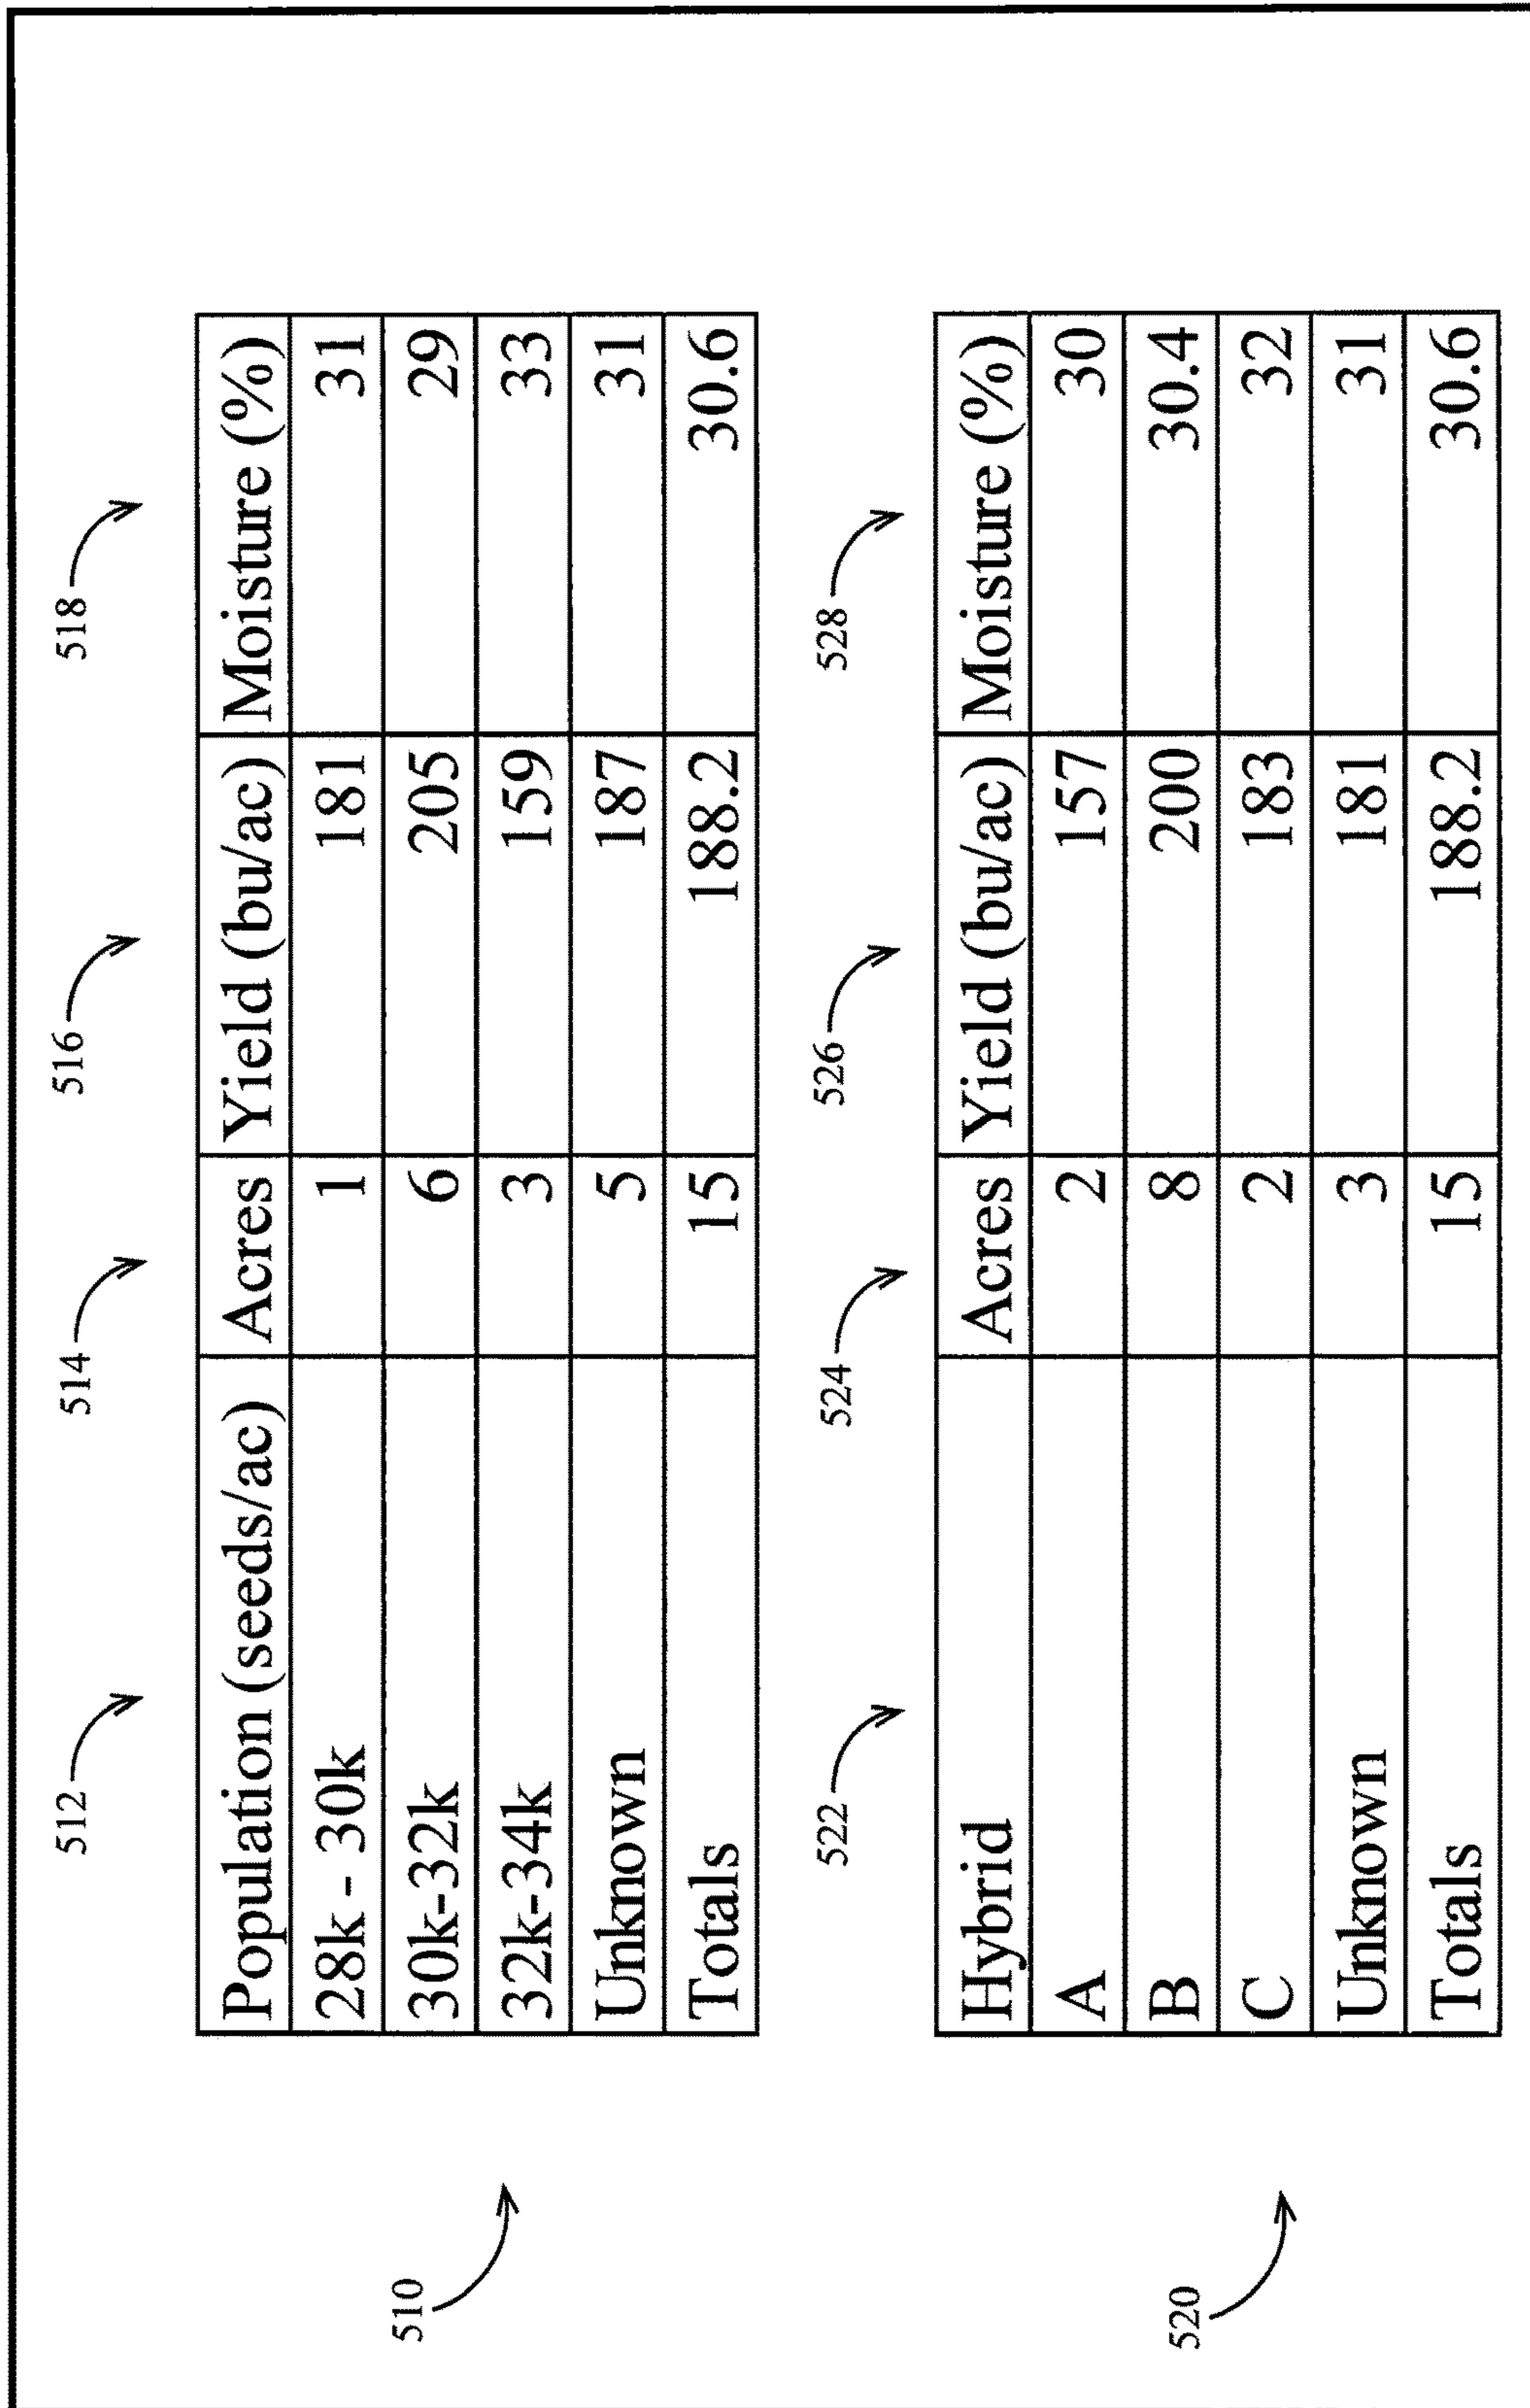 512 514 516 518
510
Population (seeds/ac) Acres Yield (bu/ac) Moisture (%)
28k - 30k 1 181 31
30k-32k 6 205 29
32k-34k 3 159 33
Unknown 5 187 31
Totals 15 188.2 30.6
522 524 526 528
520
Hybrid Acres Yield (bu/ac) Moisture (%)
A 2 157 30
B 8 200 30.4
C 2 183 32
Unknown 3 181 31
Totals 15 188.2 30.6